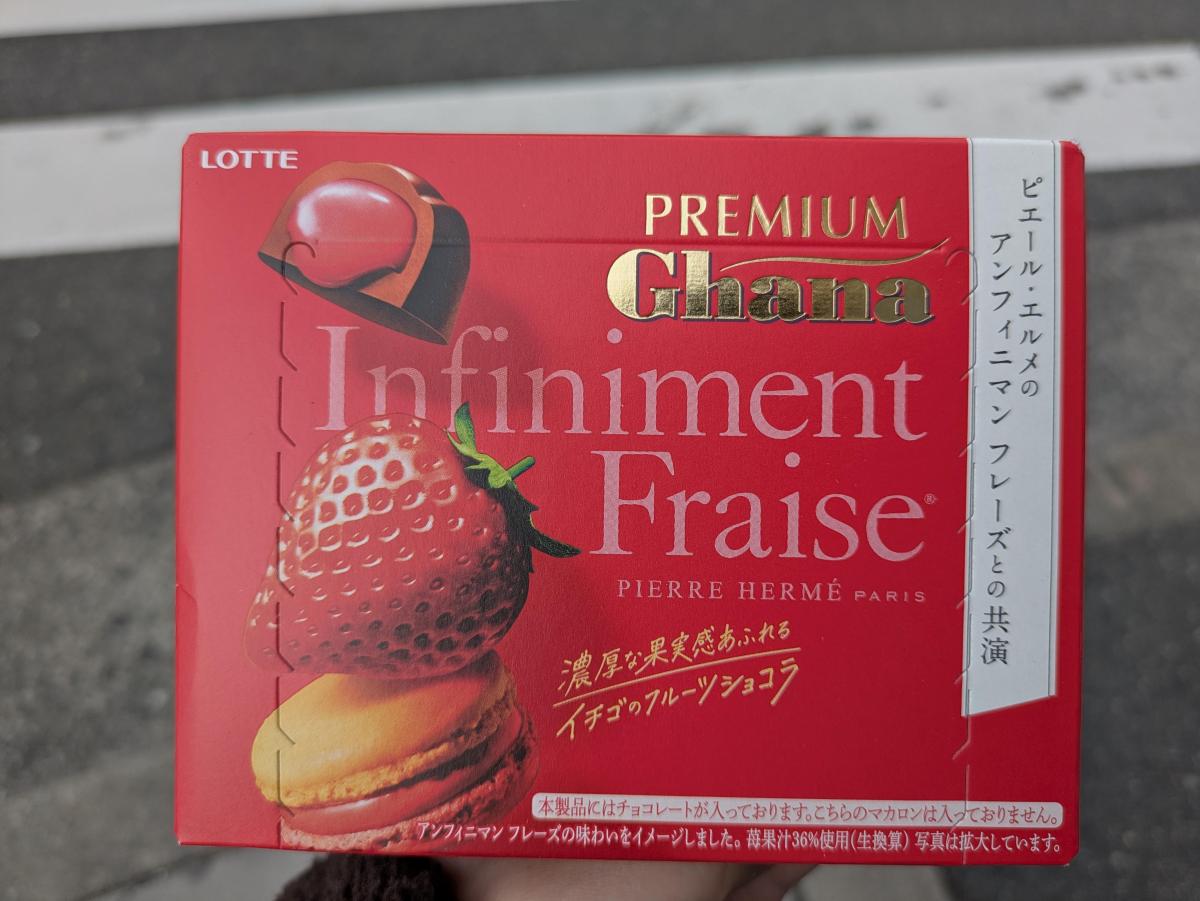 LOTTE
PREMIUM
Ghana
Infiniment
Fraise®
PIERRE HERMÉ PARIS
ピエール・エルメの
アンフィニマン フレーズとの共演
濃厚な果実感あふれる
イチゴのフルーツショコラ
本製品にはチョコレートが入っております。こちらのマカロンは入っておりません。
アンフィニマン フレーズの味わいをイメージしました。苺果汁36%使用(生換算) 写真は拡大しています。